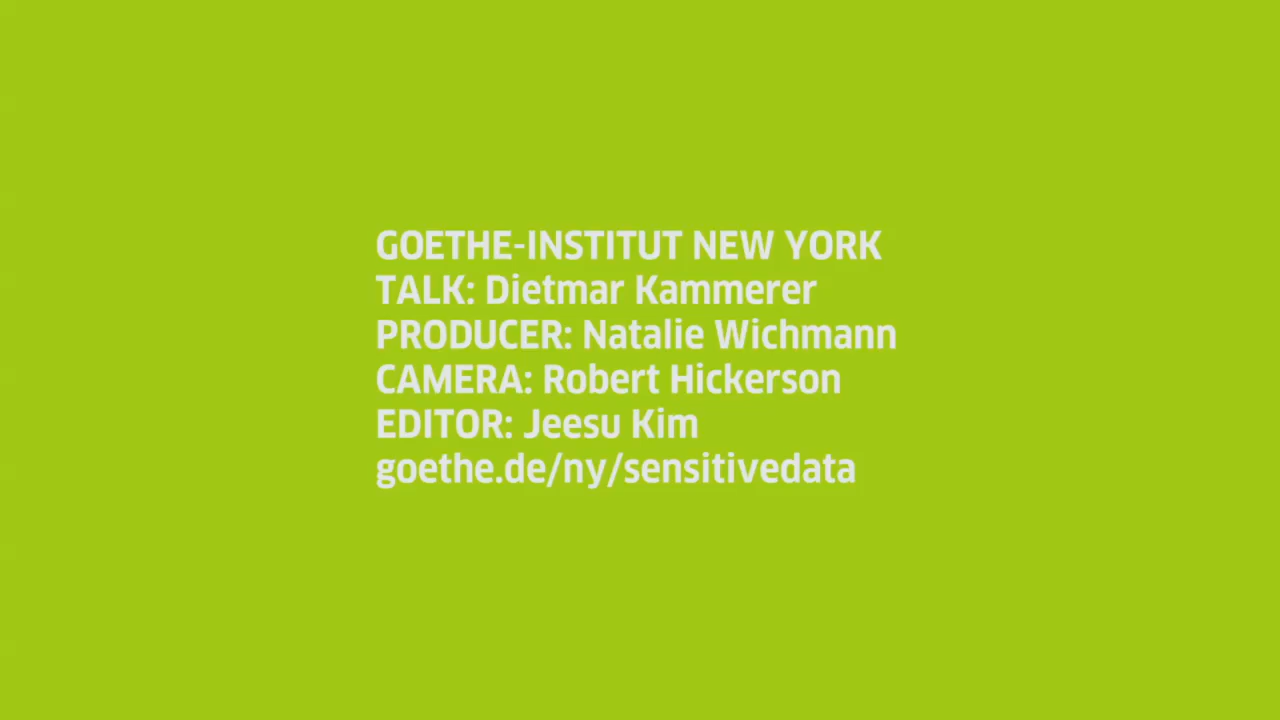 GOETHE-INSTITUT NEW YORK
TALK: Dietmar Kammerer
PRODUCER: Natalie Wichmann
CAMERA: Robert Hickerson
EDITOR: Jeesu Kim
goethe.de/ny/sensitivedata